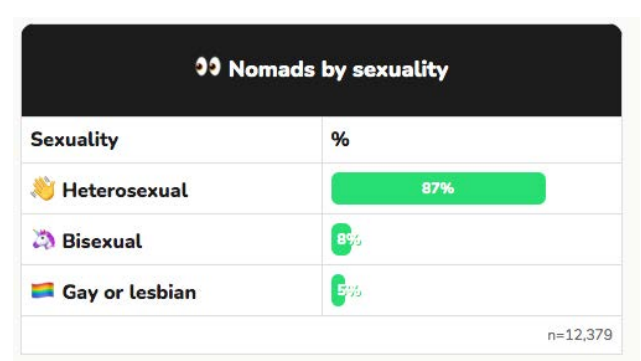 👀 Nomads by sexuality
Sexuality %
👋 Heterosexual 87%
🦄 Bisexual 8%
🏳️‍🌈 Gay or lesbian 5%
n=12,379